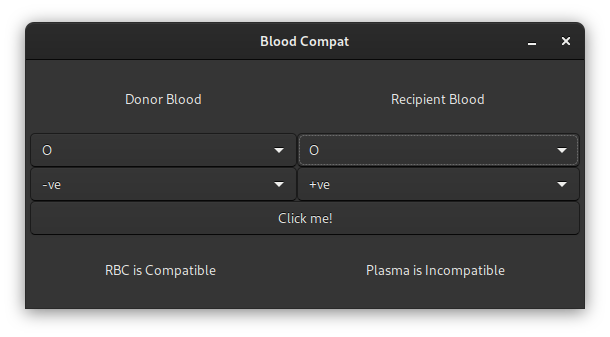 Blood Compat
Donor Blood Recipient Blood
O O
-ve +ve
Click me!
RBC is Compatible Plasma is Incompatible